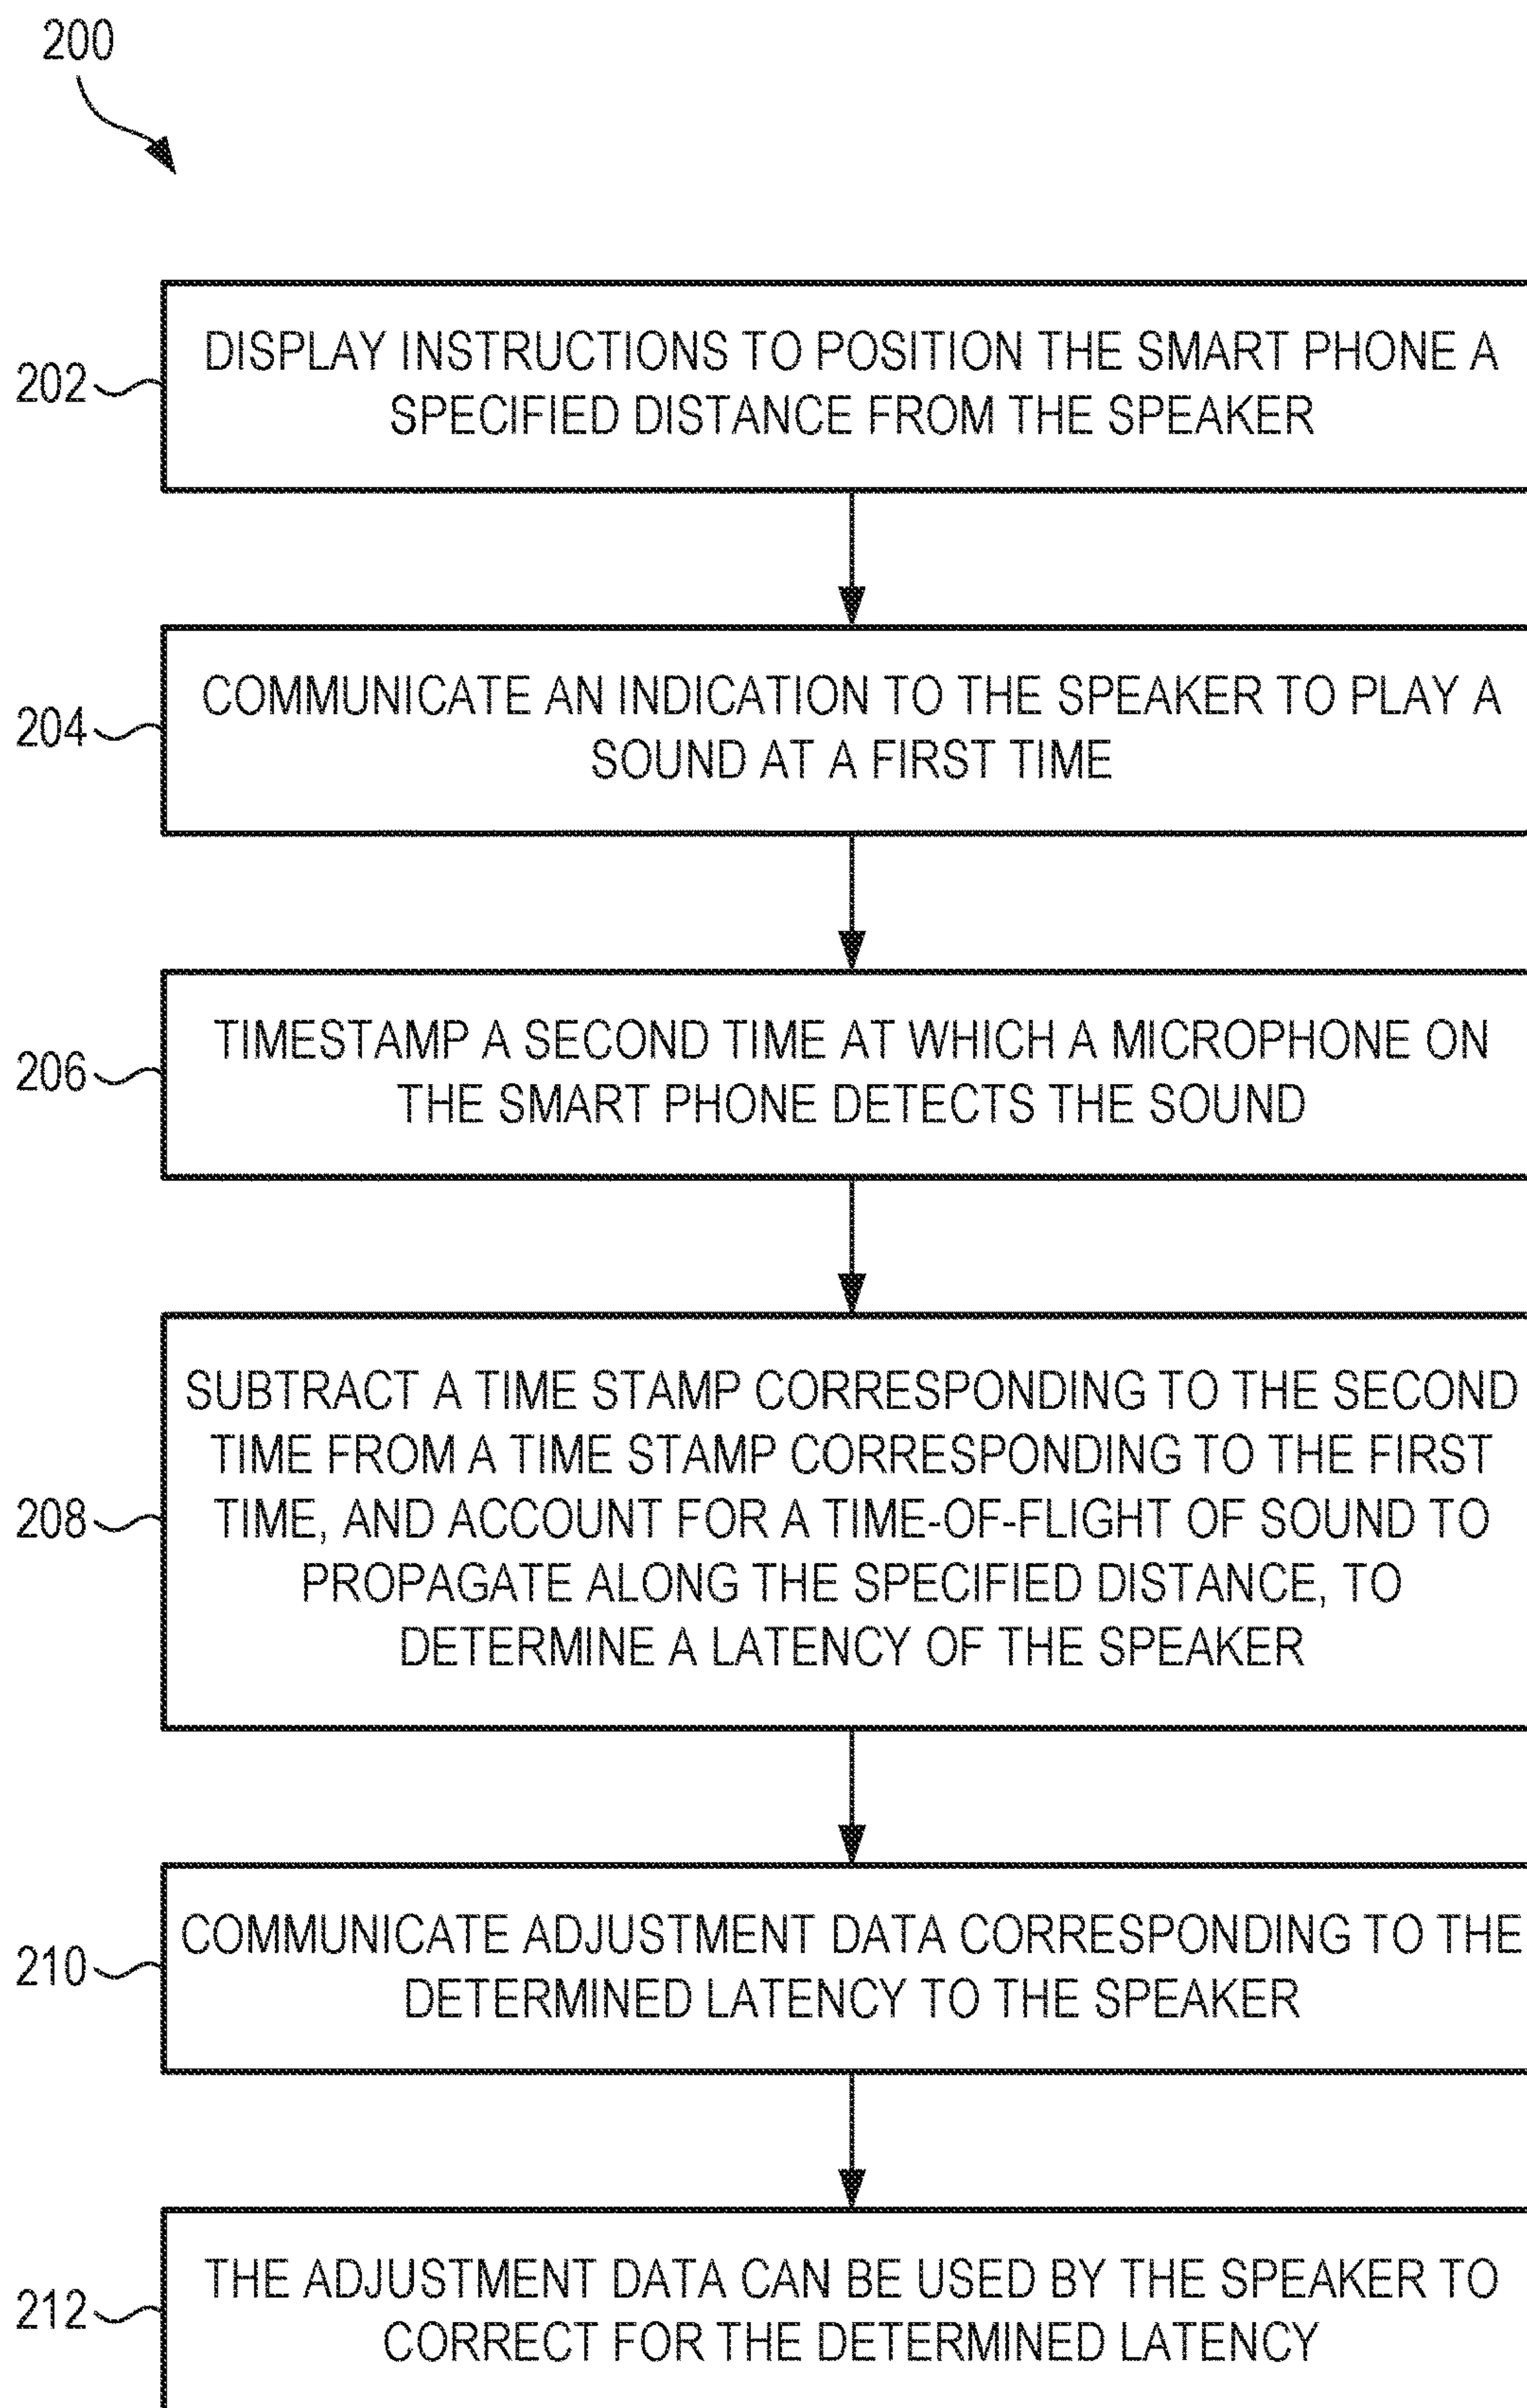 200
202
DISPLAY INSTRUCTIONS TO POSITION THE SMART PHONE A
SPECIFIED DISTANCE FROM THE SPEAKER
204
COMMUNICATE AN INDICATION TO THE SPEAKER TO PLAY A
SOUND AT A FIRST TIME
206
TIMESTAMP A SECOND TIME AT WHICH A MICROPHONE ON
THE SMART PHONE DETECTS THE SOUND
208
SUBTRACT A TIME STAMP CORRESPONDING TO THE SECOND
TIME FROM A TIME STAMP CORRESPONDING TO THE FIRST
TIME, AND ACCOUNT FOR A TIME-OF-FLIGHT OF SOUND TO
PROPAGATE ALONG THE SPECIFIED DISTANCE, TO
DETERMINE A LATENCY OF THE SPEAKER
210
COMMUNICATE ADJUSTMENT DATA CORRESPONDING TO THE
DETERMINED LATENCY TO THE SPEAKER
212
THE ADJUSTMENT DATA CAN BE USED BY THE SPEAKER TO
CORRECT FOR THE DETERMINED LATENCY